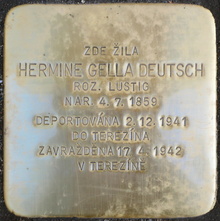 ZDE ŽILA
HERMINE GELLA DEUTSCH
ROZ. LUSTIG
NAR. 4. 7. 1859
DEPORTOVÁNA 2. 12. 1941
DO TEREZÍNA
ZAVRAŽDĚNA 17. 4. 1942
V TEREZÍNĚ